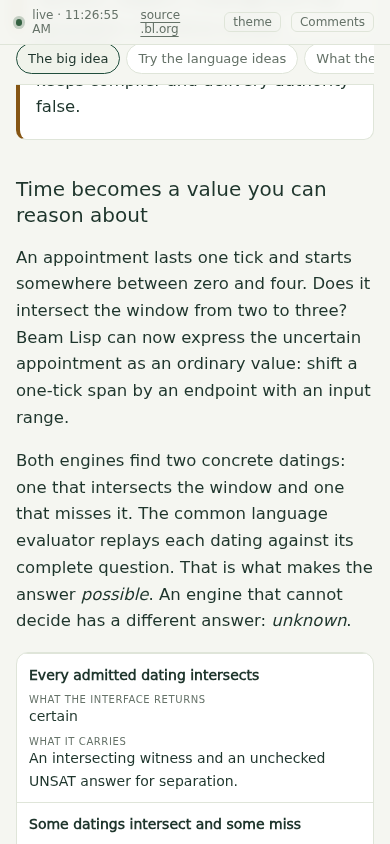 live · 11:26:55 AM
source.bl.org
theme
Comments
The big idea
Try the language ideas
What the
keeps compiler and delivery authority
false.
Time becomes a value you can
reason about
An appointment lasts one tick and starts
somewhere between zero and four. Does it
intersect the window from two to three?
Beam Lisp can now express the uncertain
appointment as an ordinary value: shift a
one-tick span by an endpoint with an input
range.
Both engines find two concrete datings:
one that intersects the window and one
that misses it. The common language
evaluator replays each dating against its
complete question. That is what makes the
answer possible. An engine that cannot
decide has a different answer: unknown.
Every admitted dating intersects
WHAT THE INTERFACE RETURNS
certain
WHAT IT CARRIES
An intersecting witness and an unchecked
UNSAT answer for separation.
Some datings intersect and some miss